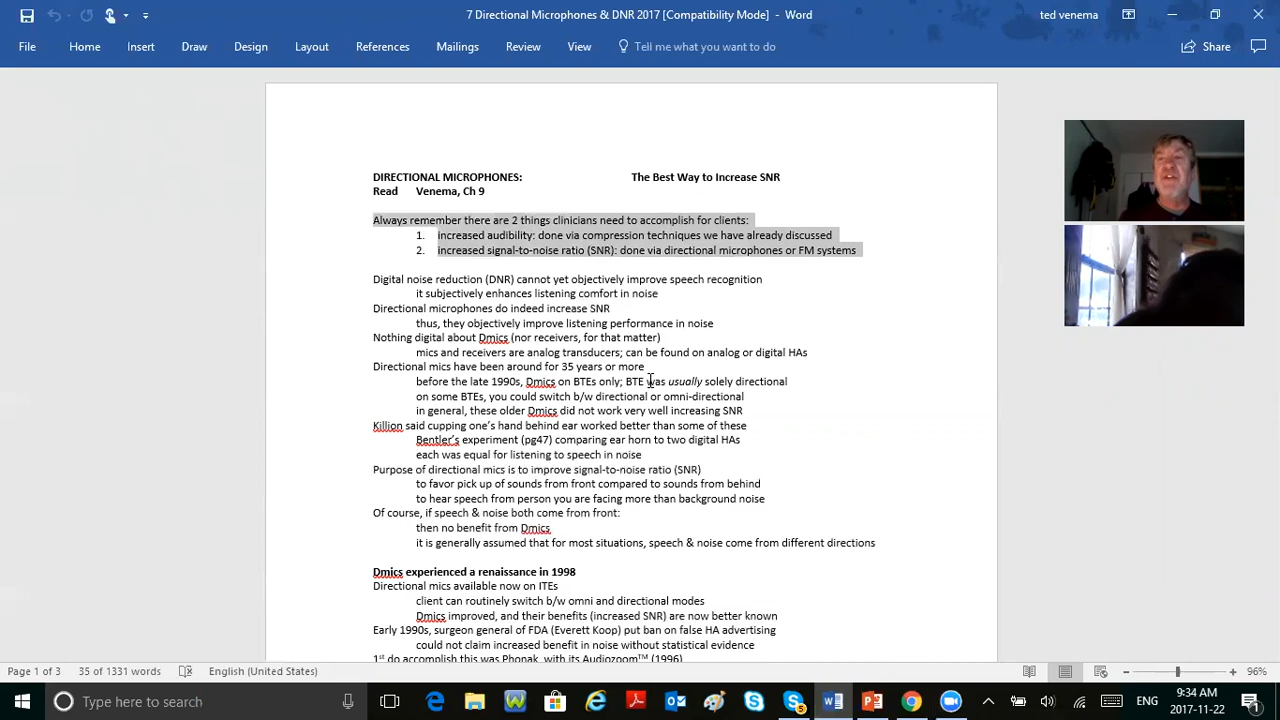 7 Directional Microphones & DNR 2017 [Compatibility Mode] - Word
ted venema
File Home Insert Draw Design Layout References Mailings Review View Tell me what you want to do Share
DIRECTIONAL MICROPHONES: The Best Way to Increase SNR
Read Venema, Ch 9
Always remember there are 2 things clinicians need to accomplish for clients:
1. increased audibility: done via compression techniques we have already discussed
2. increased signal-to-noise ratio (SNR): done via directional microphones or FM systems
Digital noise reduction (DNR) cannot yet objectively improve speech recognition
it subjectively enhances listening comfort in noise
Directional microphones do indeed increase SNR
thus, they objectively improve listening performance in noise
Nothing digital about Dmics (nor receivers, for that matter)
mics and receivers are analog transducers; can be found on analog or digital HAs
Directional mics have been around for 35 years or more
before the late 1990s, Dmics on BTEs only; BTE was usually solely directional
on some BTEs, you could switch b/w directional or omni-directional
in general, these older Dmics did not work very well increasing SNR
Killion said cupping one's hand behind ear worked better than some of these
Bentler's experiment (pg47) comparing ear horn to two digital HAs
each was equal for listening to speech in noise
Purpose of directional mics is to improve signal-to-noise ratio (SNR)
to favor pick up of sounds from front compared to sounds from behind
to hear speech from person you are facing more than background noise
Of course, if speech & noise both come from front:
then no benefit from Dmics
it is generally assumed that for most situations, speech & noise come from different directions
Dmics experienced a renaissance in 1998
Directional mics available now on ITEs
client can routinely switch b/w omni and directional modes
Dmics improved, and their benefits (increased SNR) are now better known
Early 1990s, surgeon general of FDA (Everett Koop) put ban on false HA advertising
could not claim increased benefit in noise without statistical evidence
1st do accomplish this was Phonak, with its Audiozoom™ (1996)
Page 1 of 3 35 of 1331 words English (United States) 96%
Type here to search 5 ENG 9:34 AM
2017-11-22 1